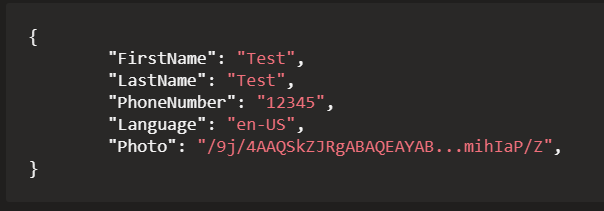 {
"FirstName": "Test",
"LastName": "Test",
"PhoneNumber": "12345",
"Language": "en-US",
"Photo": "/9j/4AAQSkZJRgABAQEAYAB...mihIaP/Z",
}